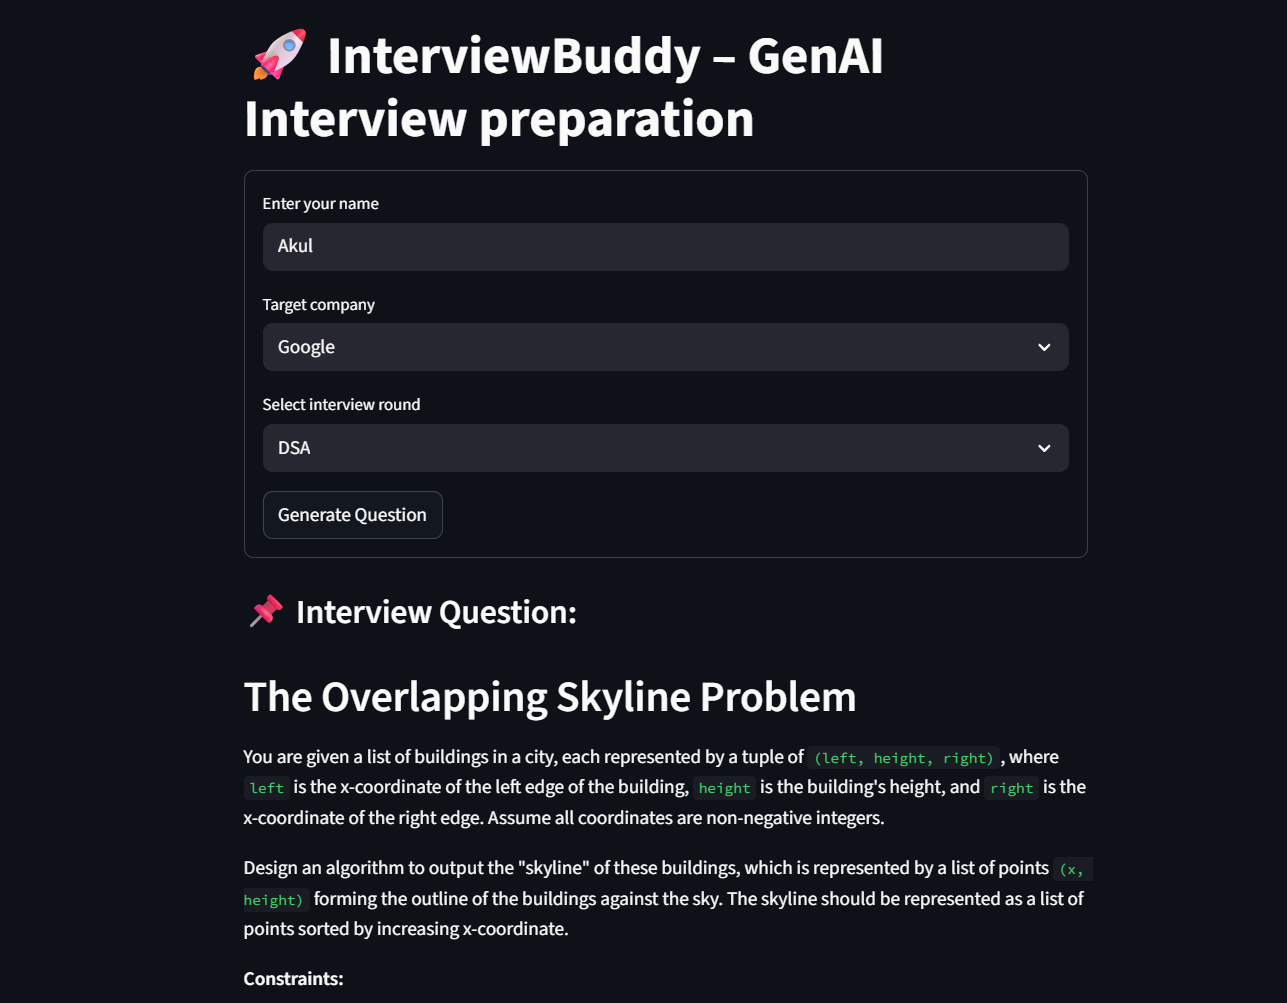 🚀 InterviewBuddy – GenAI
Interview preparation
Enter your name
Akul
Target company
Google
Select interview round
DSA
Generate Question
📌 Interview Question:
The Overlapping Skyline Problem
You are given a list of buildings in a city, each represented by a tuple of (left, height, right), where
left is the x-coordinate of the left edge of the building, height is the building's height, and right is the
x-coordinate of the right edge. Assume all coordinates are non-negative integers.
Design an algorithm to output the "skyline" of these buildings, which is represented by a list of points (x,
height) forming the outline of the buildings against the sky. The skyline should be represented as a list of
points sorted by increasing x-coordinate.
Constraints: